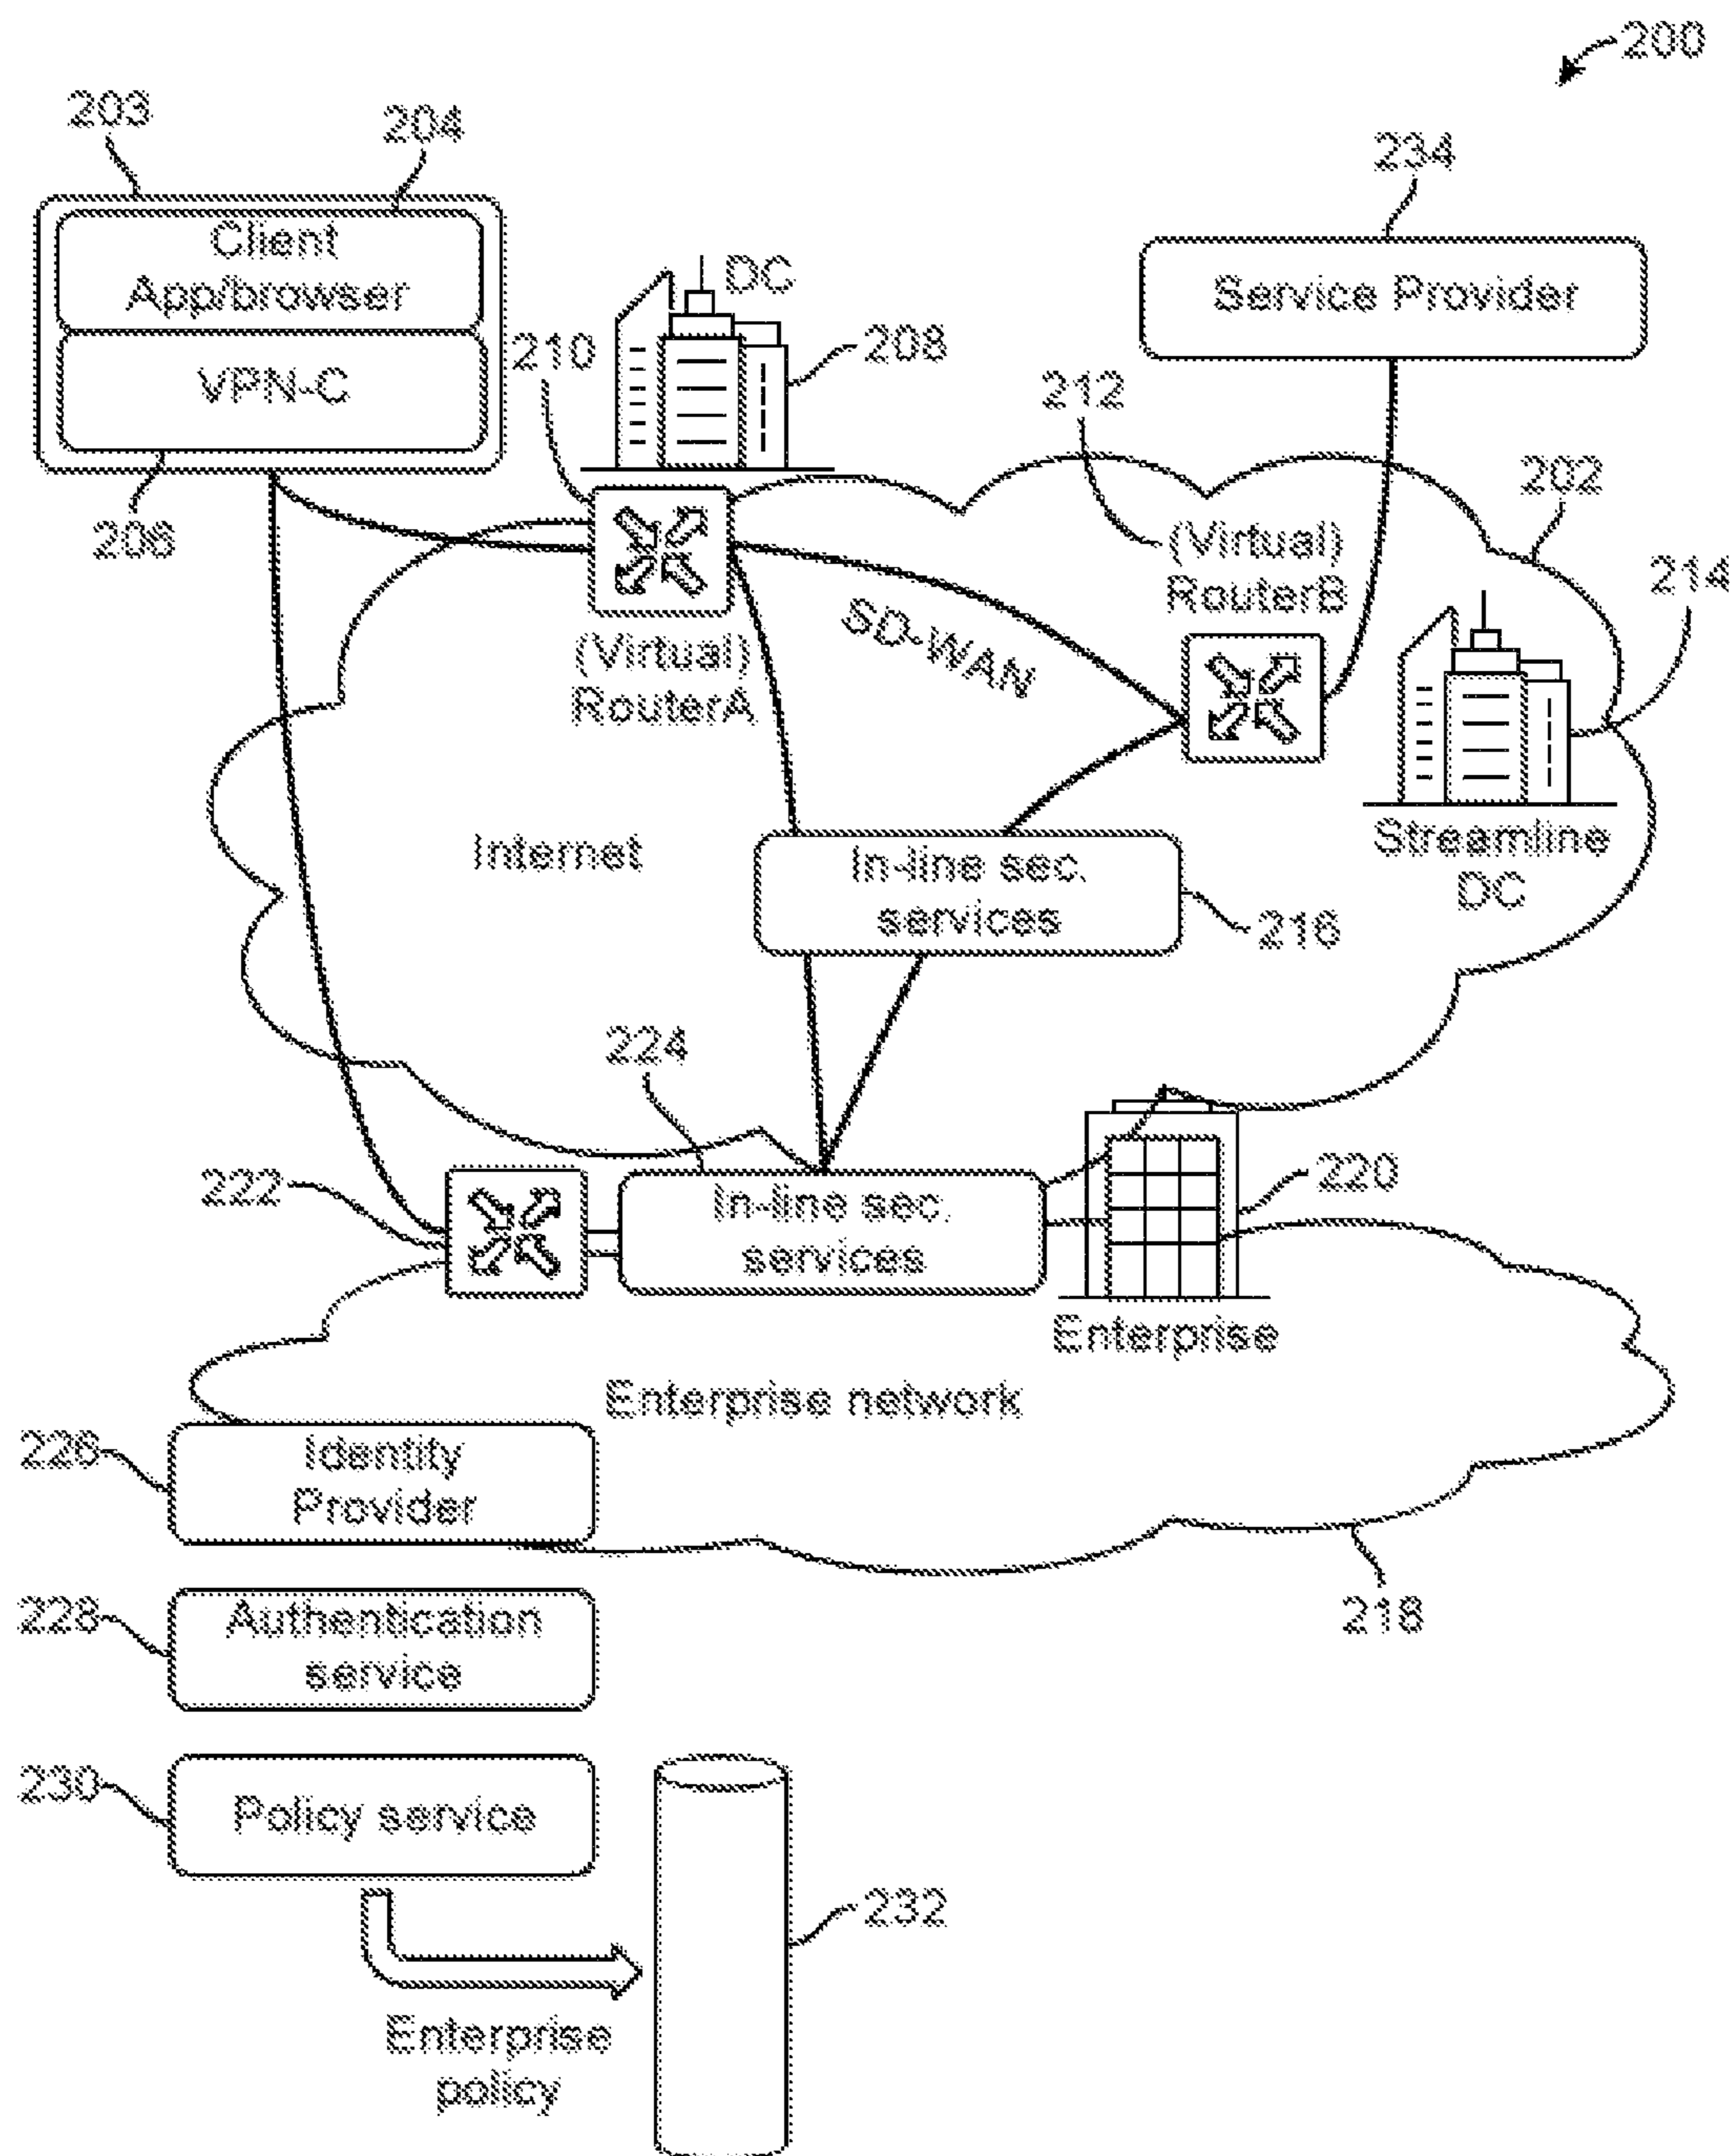 200
203
204
234
Client
App/browser
VPN-C
206
DC
208
210
Service Provider
212
202
214
(Virtual)
RouterB
(Virtual)
RouterA
SD-WAN
Internet
In-line sec.
services
216
Streamline
DC
224
222
In-line sec.
services
220
Enterprise
Enterprise network
226
Identity
Provider
218
228
Authentication
service
230
Policy service
232
Enterprise
policy